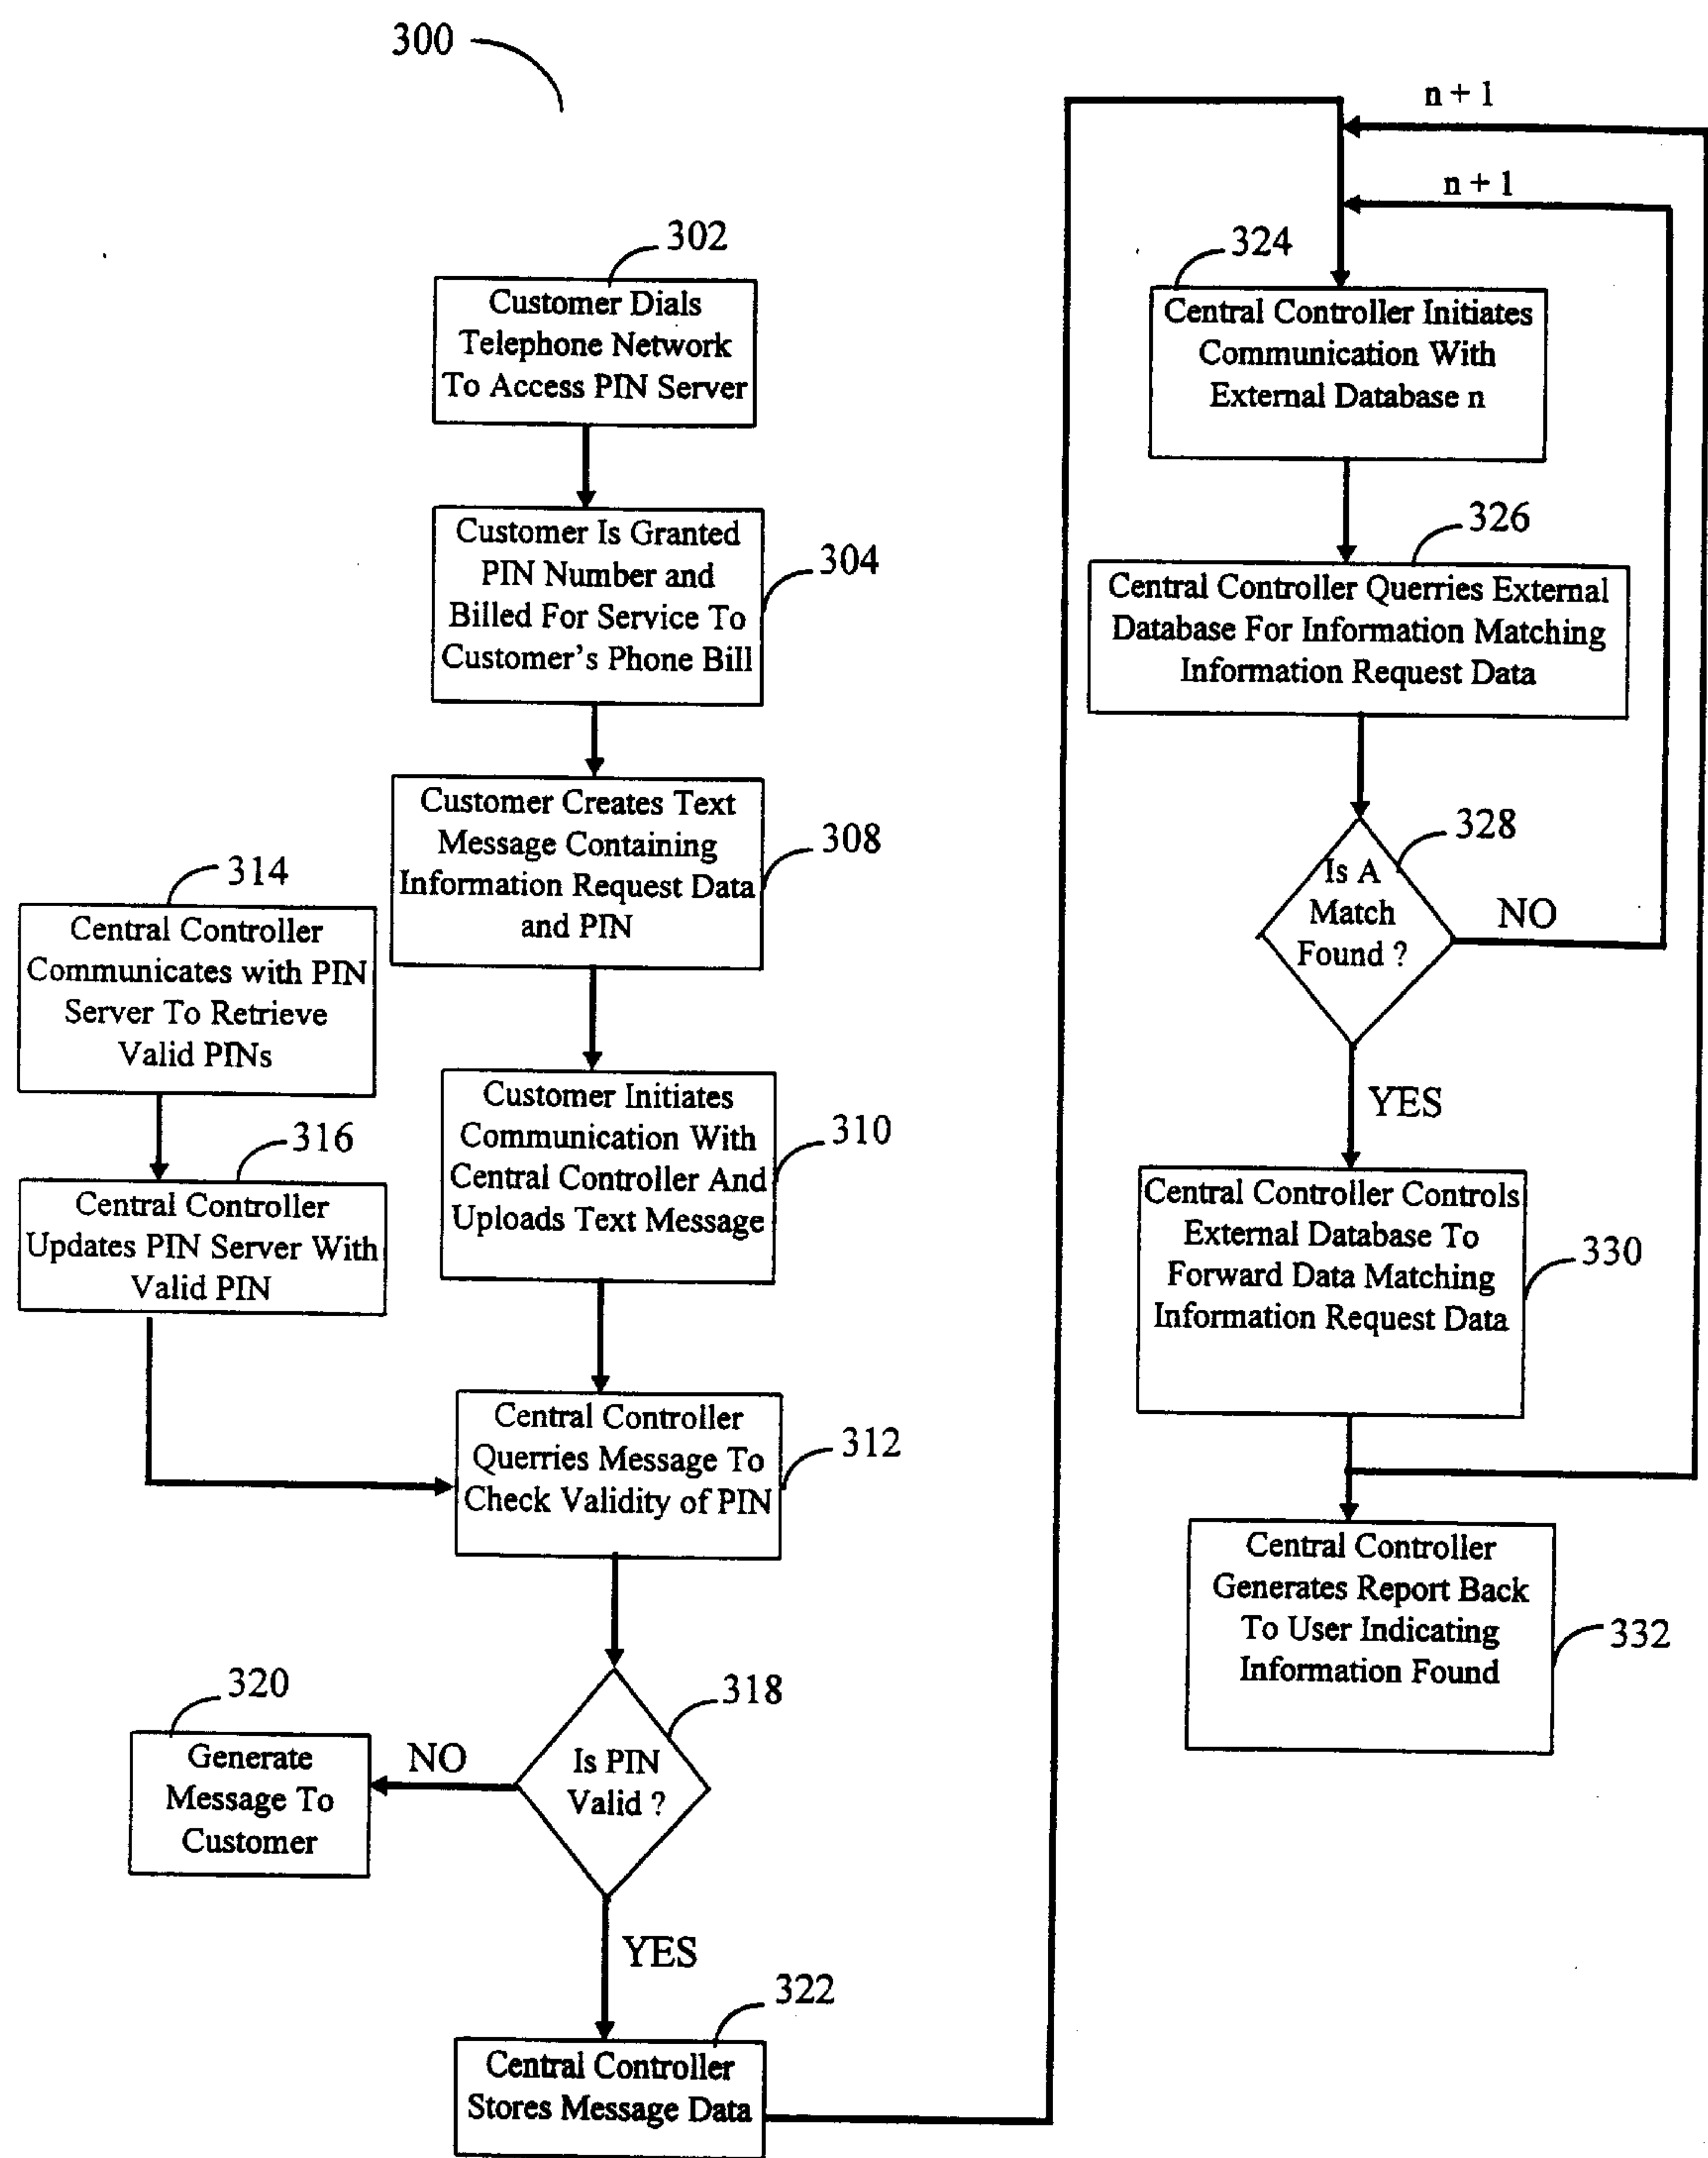 300
302
Customer Dials
Telephone Network
To Access PIN Server
304
Customer Is Granted
PIN Number and
Billed For Service To
Customer's Phone Bill
308
Customer Creates Text
Message Containing
Information Request Data
and PIN
314
Central Controller
Communicates with PIN
Server To Retrieve
Valid PINs
316
Central Controller
Updates PIN Server With
Valid PIN
310
Customer Initiates
Communication With
Central Controller And
Uploads Text Message
312
Central Controller
Querries Message To
Check Validity of PIN
318
Is PIN
Valid ?
NO
320
Generate
Message To
Customer
YES
322
Central Controller
Stores Message Data
n + 1
n + 1
324
Central Controller Initiates
Communication With
External Database n
326
Central Controller Querries External
Database For Information Matching
Information Request Data
328
Is A
Match
Found ?
NO
YES
330
Central Controller Controls
External Database To
Forward Data Matching
Information Request Data
332
Central Controller
Generates Report Back
To User Indicating
Information Found